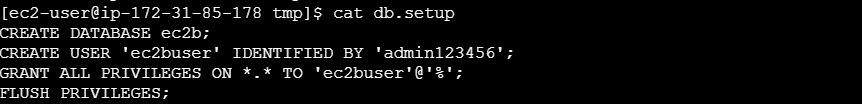 [ec2-user@ip-172-31-85-178 tmp]$ cat db.setup
CREATE DATABASE ec2b;
CREATE USER 'ec2buser' IDENTIFIED BY 'admin123456';
GRANT ALL PRIVILEGES ON *.* TO 'ec2buser'@'%';
FLUSH PRIVILEGES;